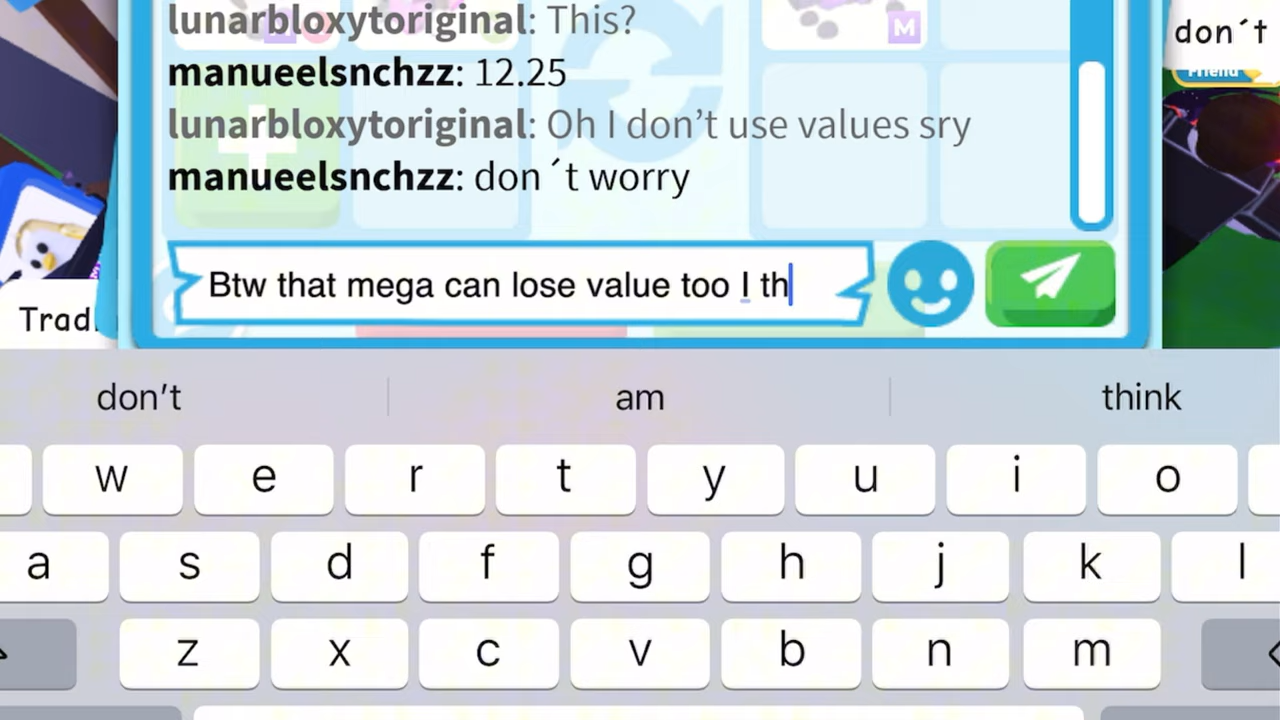 lunarbloxytoriginal: This?
M
don´t
manueelsnchzz: 12.25
Friend
lunarbloxytoriginal: Oh I don’t use values sry
manueelsnchzz: don´t worry
Btw that mega can lose value too I th
Trad
don’t am think
w e r t y u i o
a s d f g h j k l
z x c v b n m